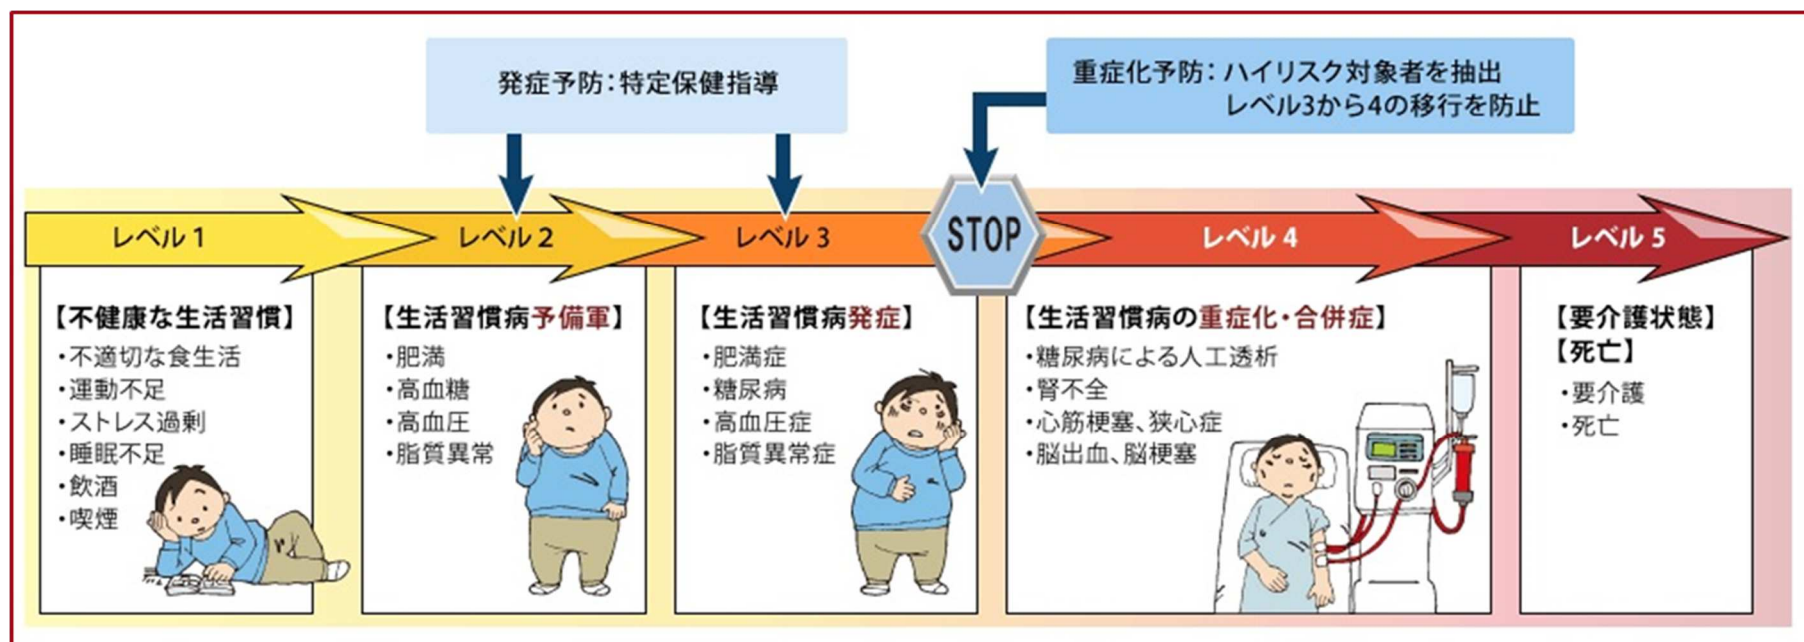 発症予防：特定保健指導
重症化予防：ハイリスク対象者を抽出
レベル3から4の移行を防止
レベル 1
レベル 2
レベル 3
STOP
レベル 4
レベル 5
【不健康な生活習慣】
・不適切な食生活
・運動不足
・ストレス過剰
・睡眠不足
・飲酒
・喫煙
【生活習慣病予備軍】
・肥満
・高血糖
・高血圧
・脂質異常
【生活習慣病発症】
・肥満症
・糖尿病
・高血圧症
・脂質異常症
【生活習慣病の重症化・合併症】
・糖尿病による人工透析
・腎不全
・心筋梗塞、狭心症
・脳出血、脳梗塞
【要介護状態】
【死亡】
・要介護
・死亡